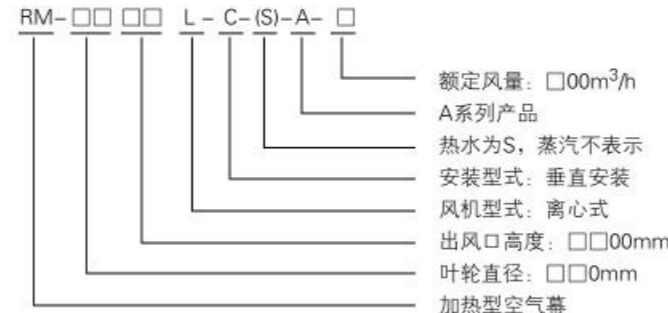 RM-□□ □□ L-C-(S)-A-□
额定风量：□00m³/h
A系列产品
热水为S，蒸汽不表示
安装型式：垂直安装
风机型式：离心式
出风口高度：□□00mm
叶轮直径：□□0mm
加热型空气幕